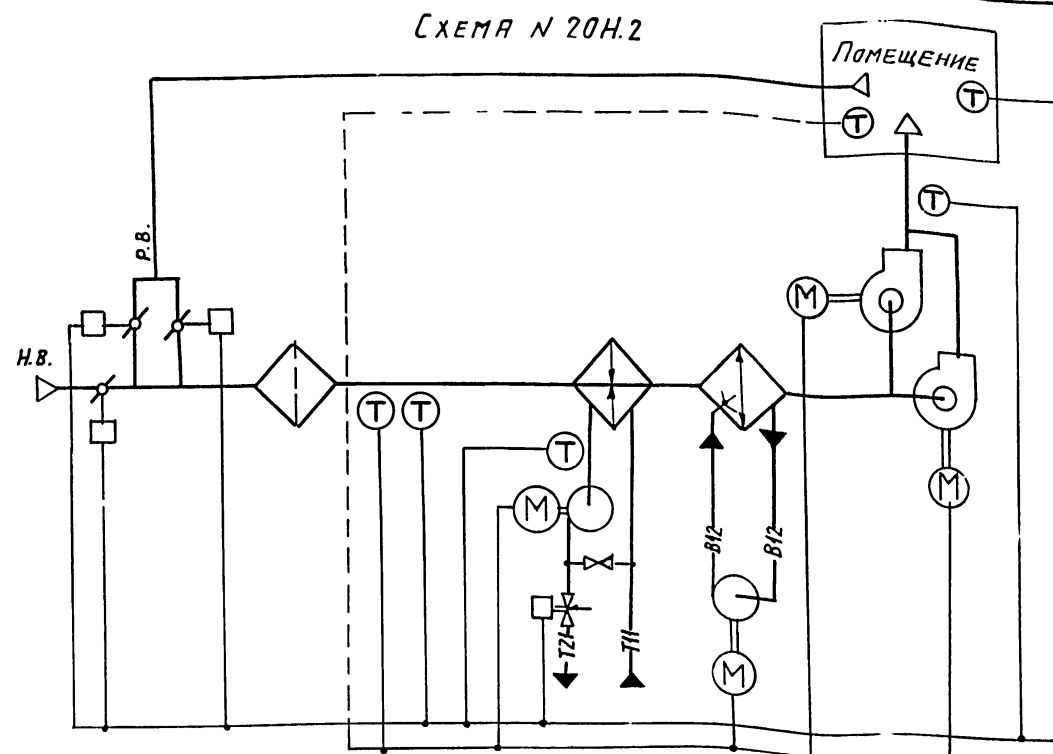 СХЕМА N 20Н.2
ПОМЕЩЕНИЕ
Т
Т
Т
Р.В.
М
Н.В.
Т
Т
Т
М
М
В12
В12
Т21
Т11
М